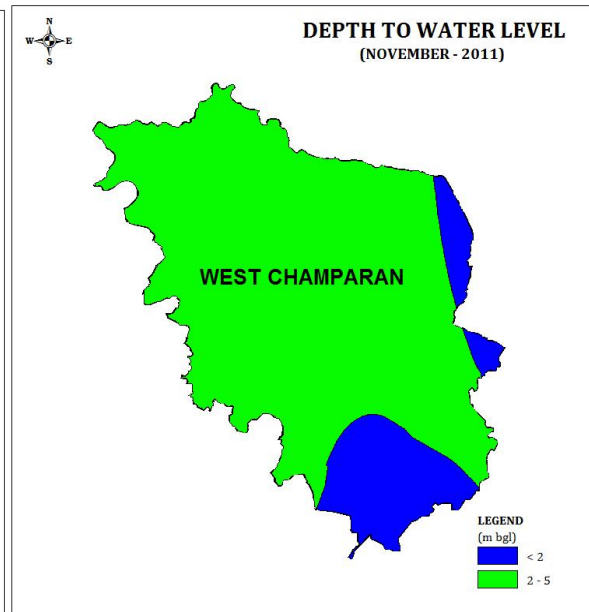 N
W E
S
DEPTH TO WATER LEVEL
(NOVEMBER - 2011)
WEST CHAMPARAN
LEGEND
(m bgl)
< 2
2 - 5